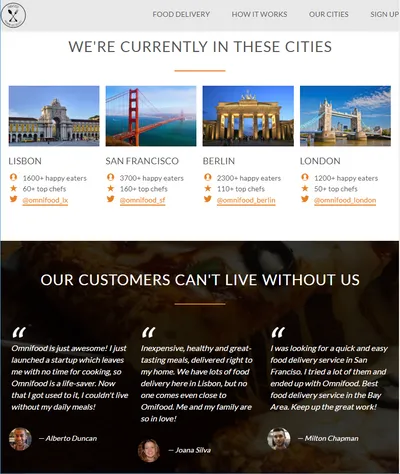 FOOD DELIVERY HOW IT WORKS OUR CITIES SIGN UP
WE'RE CURRENTLY IN THESE CITIES
LISBON
1600+ happy eaters
60+ top chefs
@omnifood_lx
SAN FRANCISCO
3700+ happy eaters
160+ top chefs
@omnifood_sf
BERLIN
2300+ happy eaters
110+ top chefs
@omnifood_berlin
LONDON
1200+ happy eaters
50+ top chefs
@omnifood_london
OUR CUSTOMERS CAN'T LIVE WITHOUT US
“
Omnifood is just awesome! I just
launched a startup which leaves
me with no time for cooking, so
Omnifood is a life-saver. Now
that I got used to it, I couldn't live
without my daily meals!
— Alberto Duncan
“
Inexpensive, healthy and great-
tasting meals, delivered right to
my home. We have lots of food
delivery here in Lisbon, but no
one comes even close to
Omifood. Me and my family are
so in love!
— Joana Silva
“
I was looking for a quick and easy
food delivery service in San
Franciso. I tried a lot of them and
ended up with Omnifood. Best
food delivery service in the Bay
Area. Keep up the great work!
— Milton Chapman